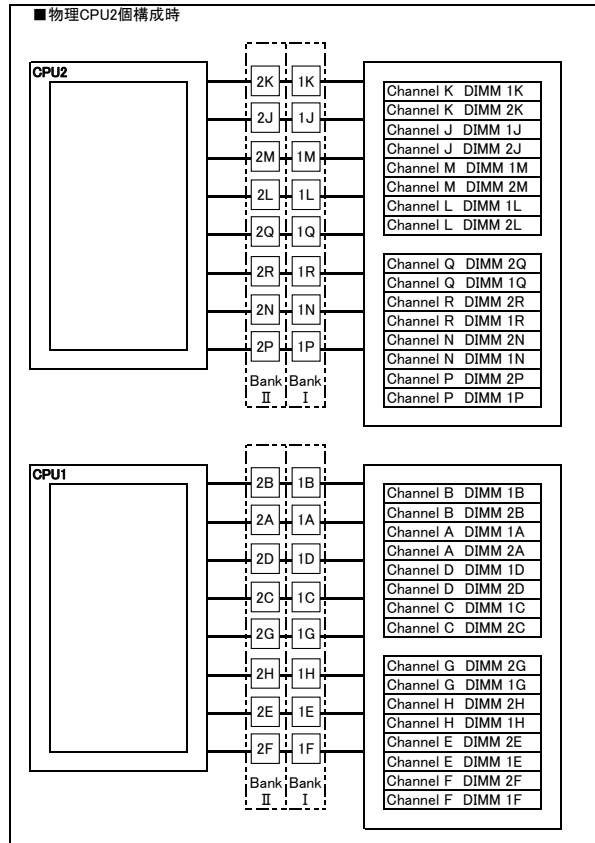 ■物理CPU2個構成時
CPU2
2K 1K
2J 1J
2M 1M
2L 1L
2Q 1Q
2R 1R
2N 1N
2P 1P
Bank Bank
Ⅱ Ⅰ
Channel K DIMM 1K
Channel K DIMM 2K
Channel J DIMM 1J
Channel J DIMM 2J
Channel M DIMM 1M
Channel M DIMM 2M
Channel L DIMM 1L
Channel L DIMM 2L
Channel Q DIMM 2Q
Channel Q DIMM 1Q
Channel R DIMM 2R
Channel R DIMM 1R
Channel N DIMM 2N
Channel N DIMM 1N
Channel P DIMM 2P
Channel P DIMM 1P
CPU1
2B 1B
2A 1A
2D 1D
2C 1C
2G 1G
2H 1H
2E 1E
2F 1F
Bank Bank
Ⅱ Ⅰ
Channel B DIMM 1B
Channel B DIMM 2B
Channel A DIMM 1A
Channel A DIMM 2A
Channel D DIMM 1D
Channel D DIMM 2D
Channel C DIMM 1C
Channel C DIMM 2C
Channel G DIMM 2G
Channel G DIMM 1G
Channel H DIMM 2H
Channel H DIMM 1H
Channel E DIMM 2E
Channel E DIMM 1E
Channel F DIMM 2F
Channel F DIMM 1F